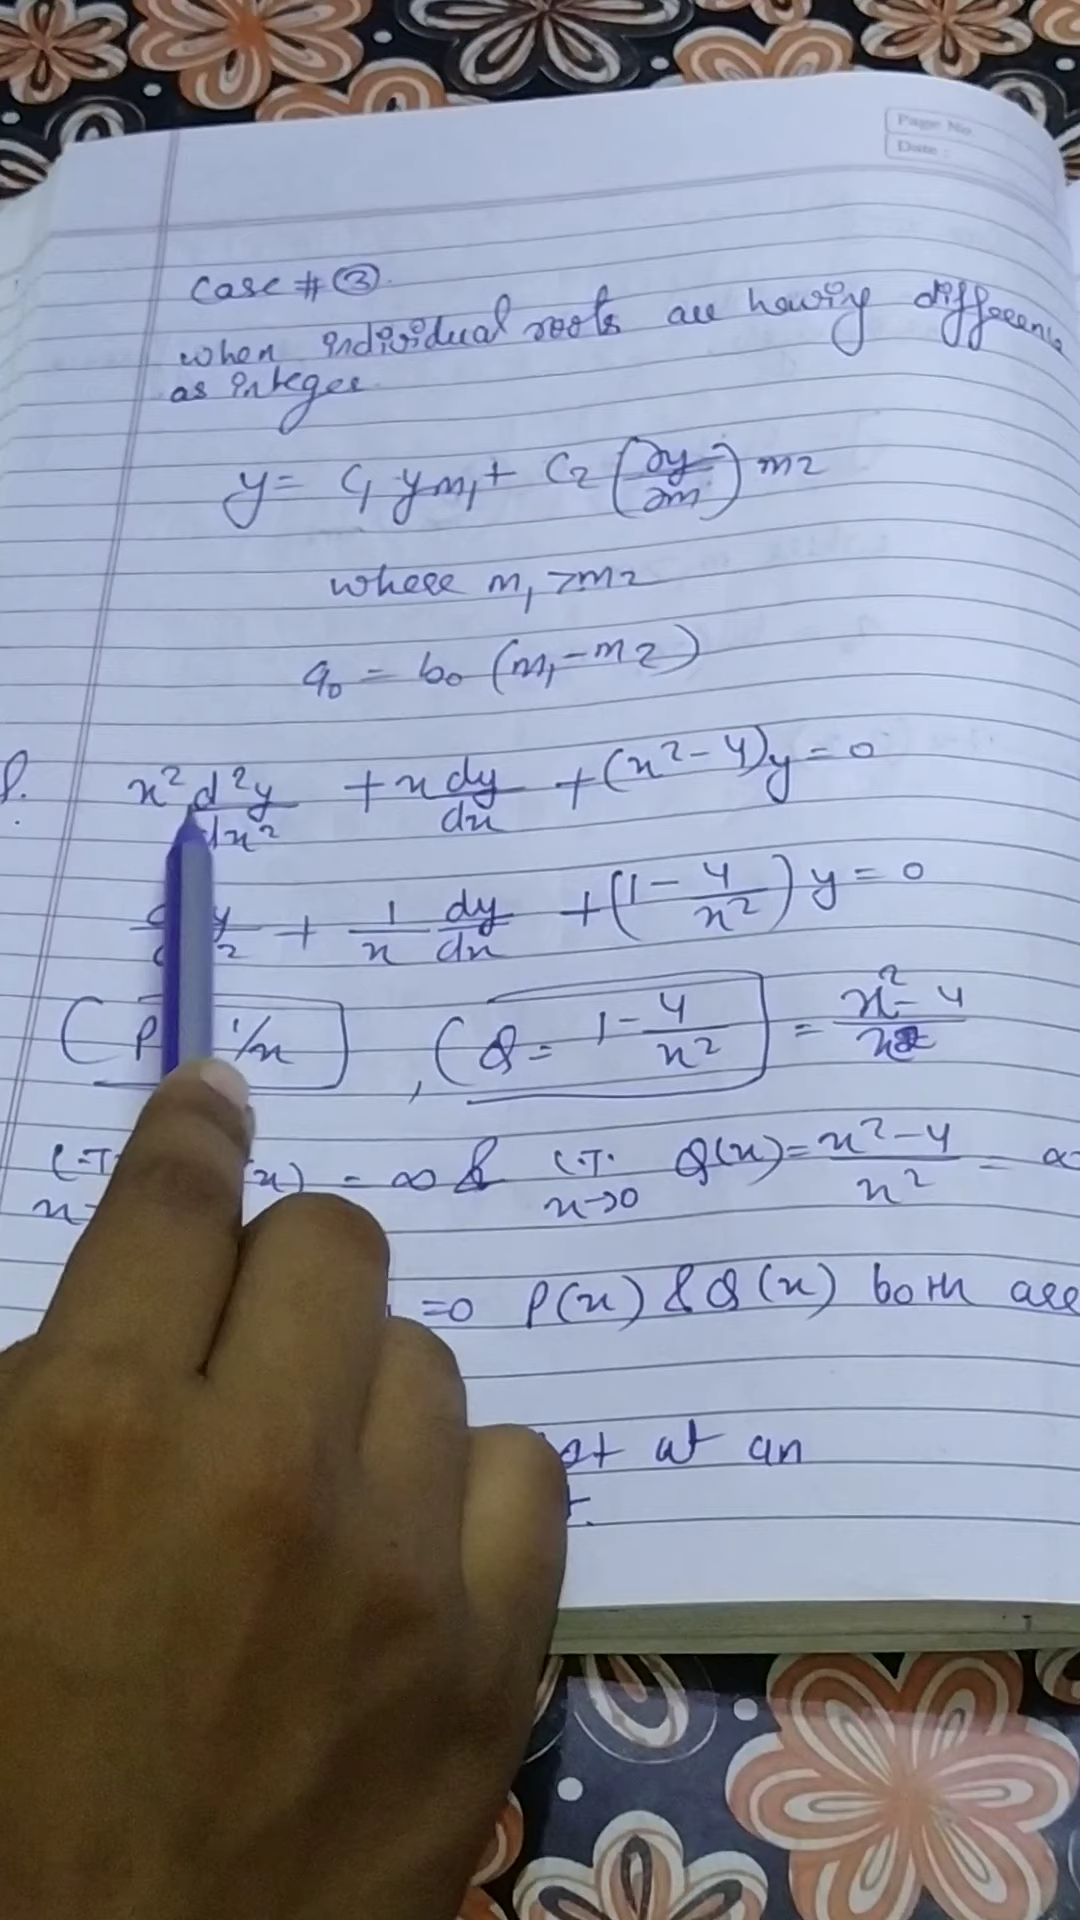 Page No
Date :
Case # ③
when individual roots are having difference
as integer
y = C₁ ym₁ + C₂ (∂y/∂m) m₂
where m₁ > m₂
a₀ = b₀ (m₁ - m₂)
x² d²y/dx² + x dy/dx + (x² - 4)y = 0
+ 1/x dy/dx + (1 - 4/x²) y = 0
(P 1/x) , (Q = 1 - 4/x²) = x² - 4/x²
= ∞ & LT x→0 Q(x) = x² - 4/x² = ∞
=0 P(x) & Q(x) both are
at an